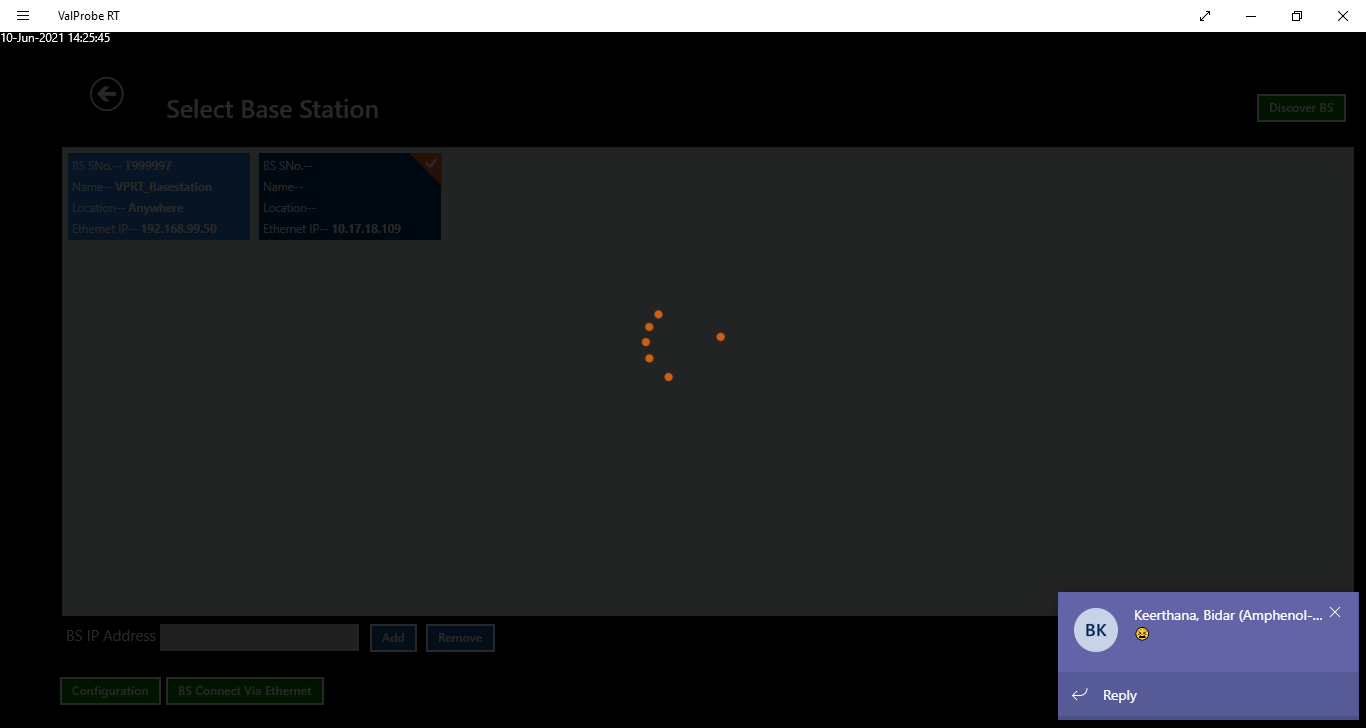 ValProbe RT
10-Jun-2021 14:25:45
Select Base Station
Discover BS
BS SNo.-- T999997
Name-- VPRT_Basestation
Location-- Anywhere
Ethernet IP-- 192.168.99.50
BS SNo.--
Name--
Location--
Ethernet IP-- 10.17.18.109
BS IP Address
Add
Remove
Configuration
BS Connect Via Ethernet
BK
Keerthana, Bidar (Amphenol-...
😫
Reply